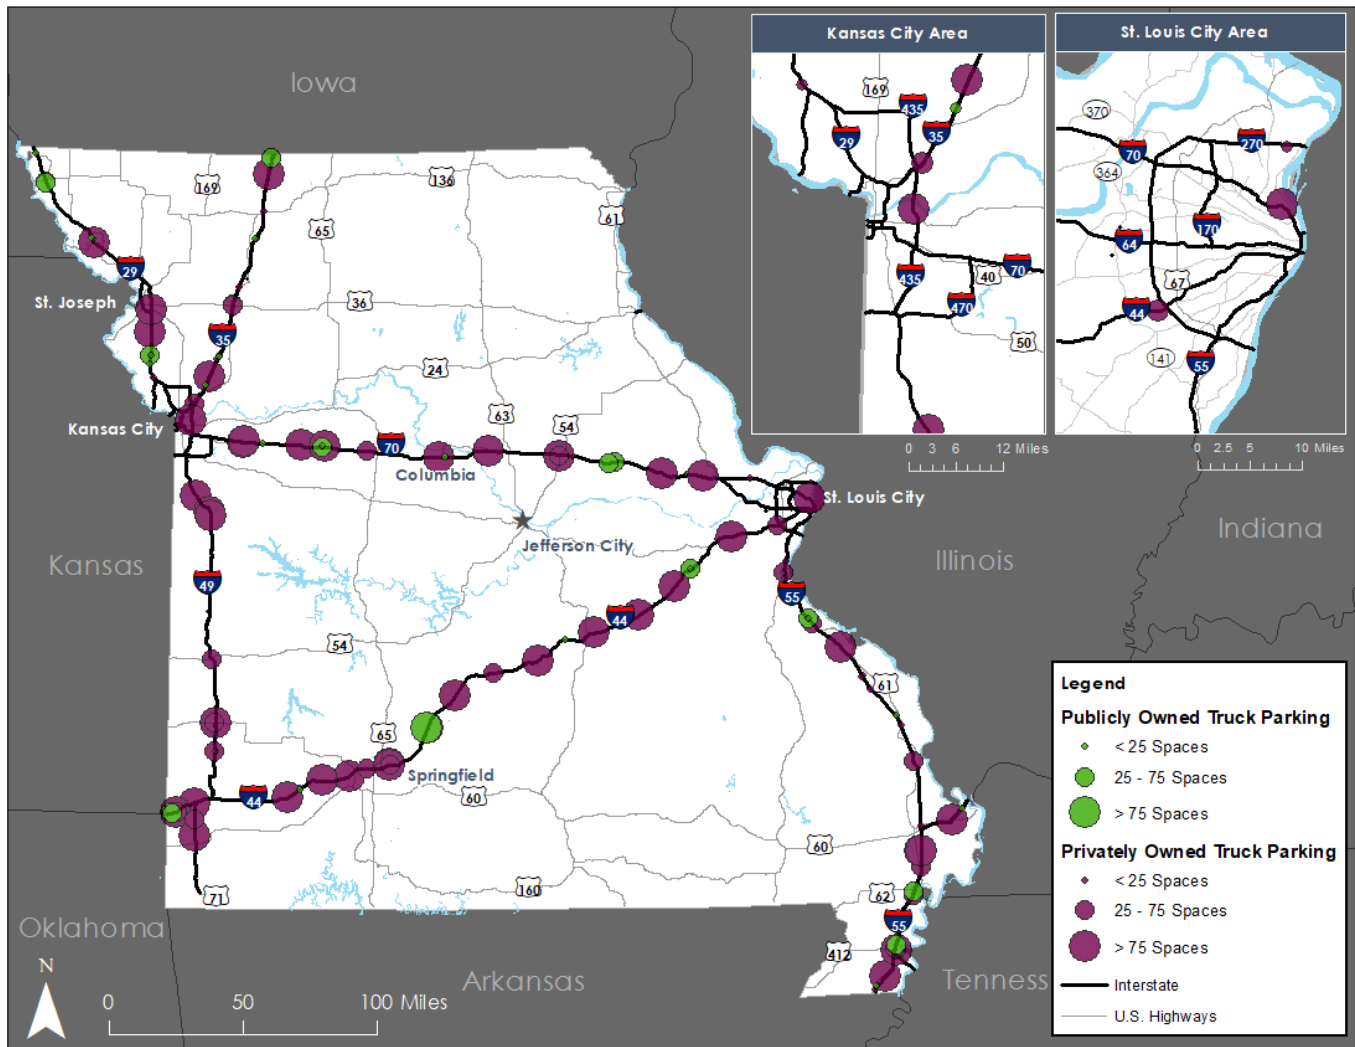 Kansas City Area
St. Louis City Area
Iowa
169
435
35
29
435
70
40
470
50
0 3 6 12 Miles
370
70
270
364
170
64
67
44
141
55
0 2.5 5 10 Miles
169
136
65
61
29
St. Joseph
36
35
24
63
54
Kansas City
70
Columbia
St. Louis City
Jefferson City
Indiana
Illinois
Kansas
49
55
44
54
61
65
Springfield
44
60
60
71
160
62
55
412
Oklahoma
Arkansas
Tenness
N
0 50 100 Miles
Legend
Publicly Owned Truck Parking
< 25 Spaces
25 - 75 Spaces
> 75 Spaces
Privately Owned Truck Parking
< 25 Spaces
25 - 75 Spaces
> 75 Spaces
Interstate
U.S. Highways